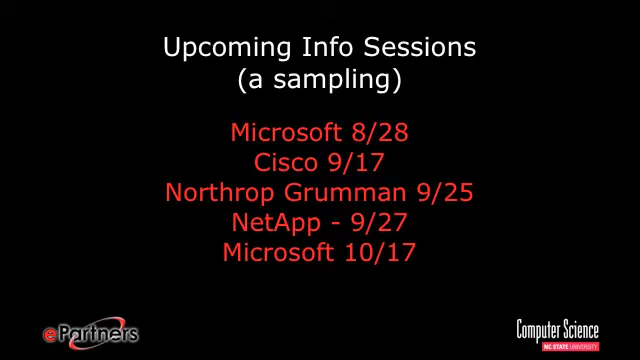 Upcoming Info Sessions
(a sampling)
Microsoft 8/28
Cisco 9/17
Northrop Grumman 9/25
NetApp - 9/27
Microsoft 10/17
ePartners
Computer Science
NC STATE UNIVERSITY